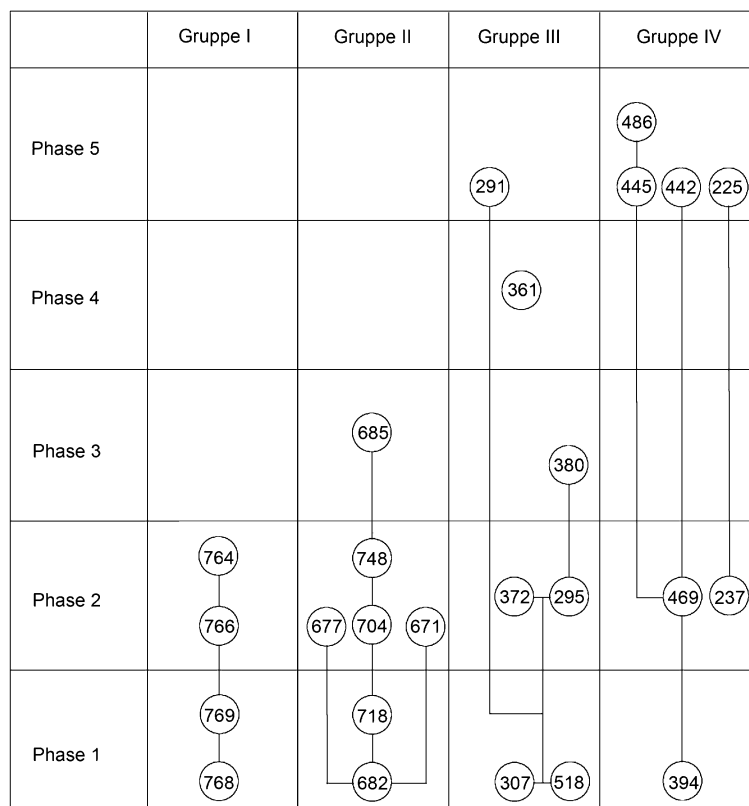 Gruppe I Gruppe II Gruppe III Gruppe IV
486
Phase 5
291 445 442 225
Phase 4
361
685
Phase 3
380
764 748
Phase 2
372 295 469 237
766 677 704 671
769 718
Phase 1
768 682 307 518 394